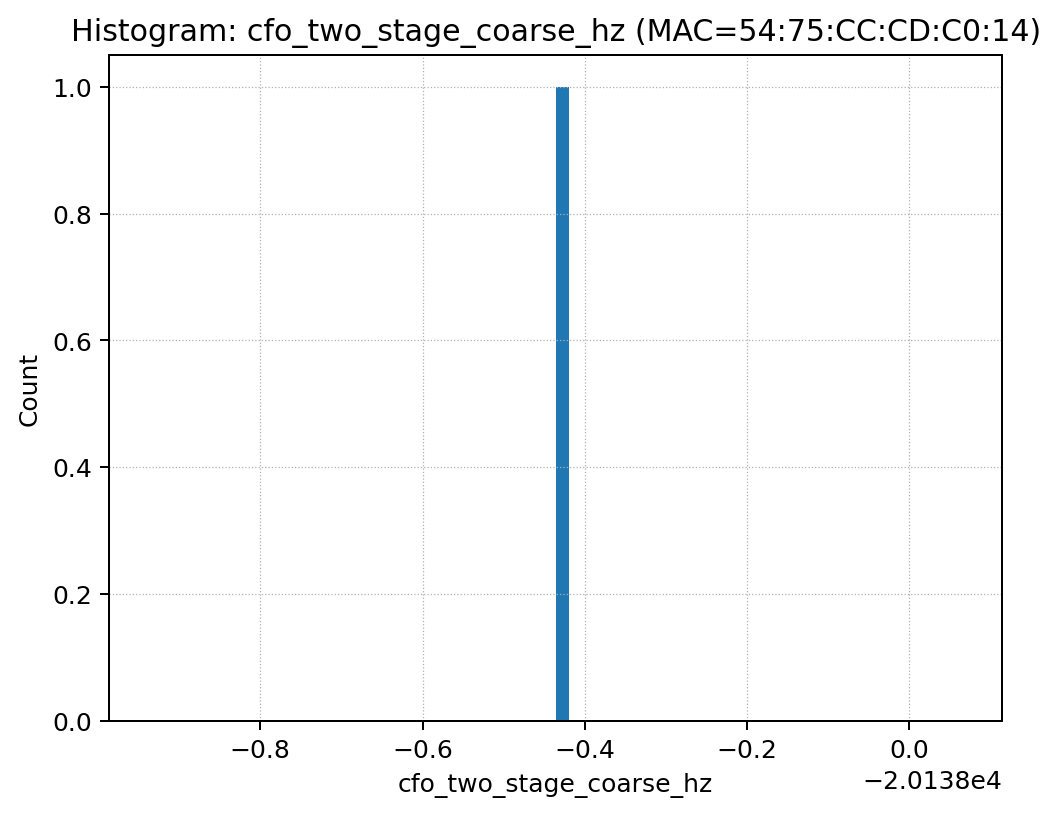 Histogram: cfo_two_stage_coarse_hz (MAC=54:75:CC:CD:C0:14)
1.0
0.8
0.6
0.4
0.2
0.0
Count
−0.8 −0.6 −0.4 −0.2 0.0
cfo_two_stage_coarse_hz
−2.0138e4